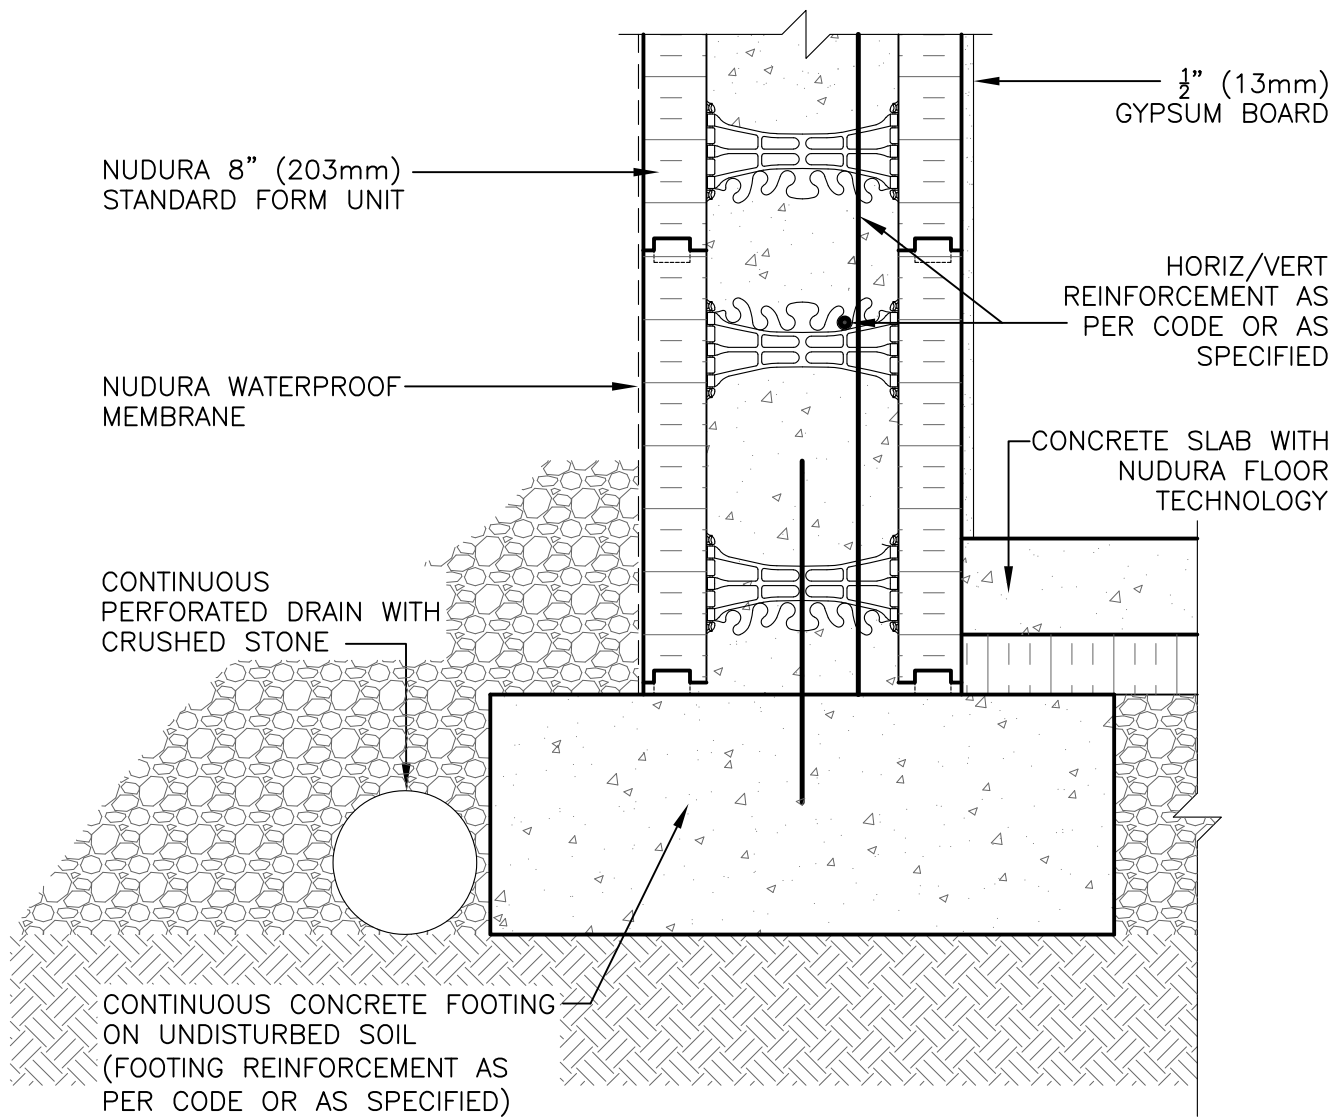 ½” (13mm)
GYPSUM BOARD
NUDURA 8” (203mm)
STANDARD FORM UNIT
HORIZ/VERT
REINFORCEMENT AS
PER CODE OR AS
SPECIFIED
NUDURA WATERPROOF
MEMBRANE
CONCRETE SLAB WITH
NUDURA FLOOR
TECHNOLOGY
CONTINUOUS
PERFORATED DRAIN WITH
CRUSHED STONE
CONTINUOUS CONCRETE FOOTING
ON UNDISTURBED SOIL
(FOOTING REINFORCEMENT AS
PER CODE OR AS SPECIFIED)